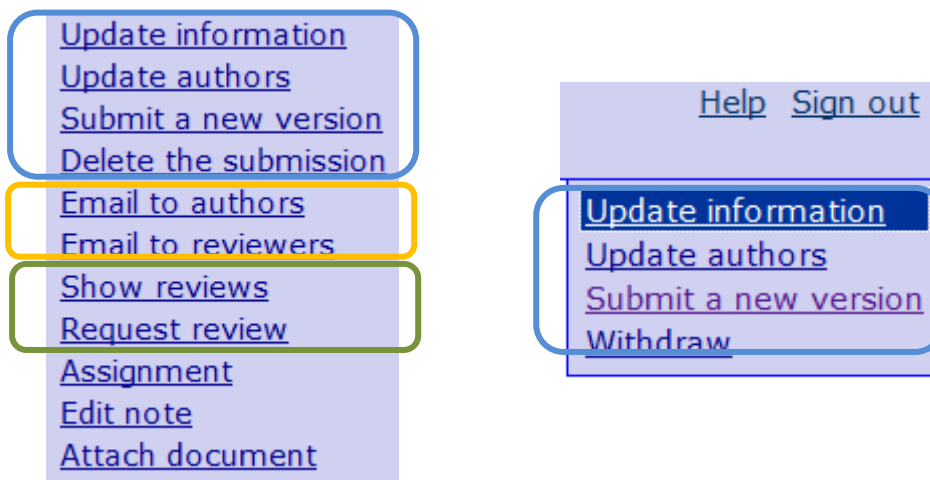 Update information
Update authors
Submit a new version
Delete the submission
Email to authors
Email to reviewers
Show reviews
Request review
Assignment
Edit note
Attach document
Help Sign out
Update information
Update authors
Submit a new version
Withdraw